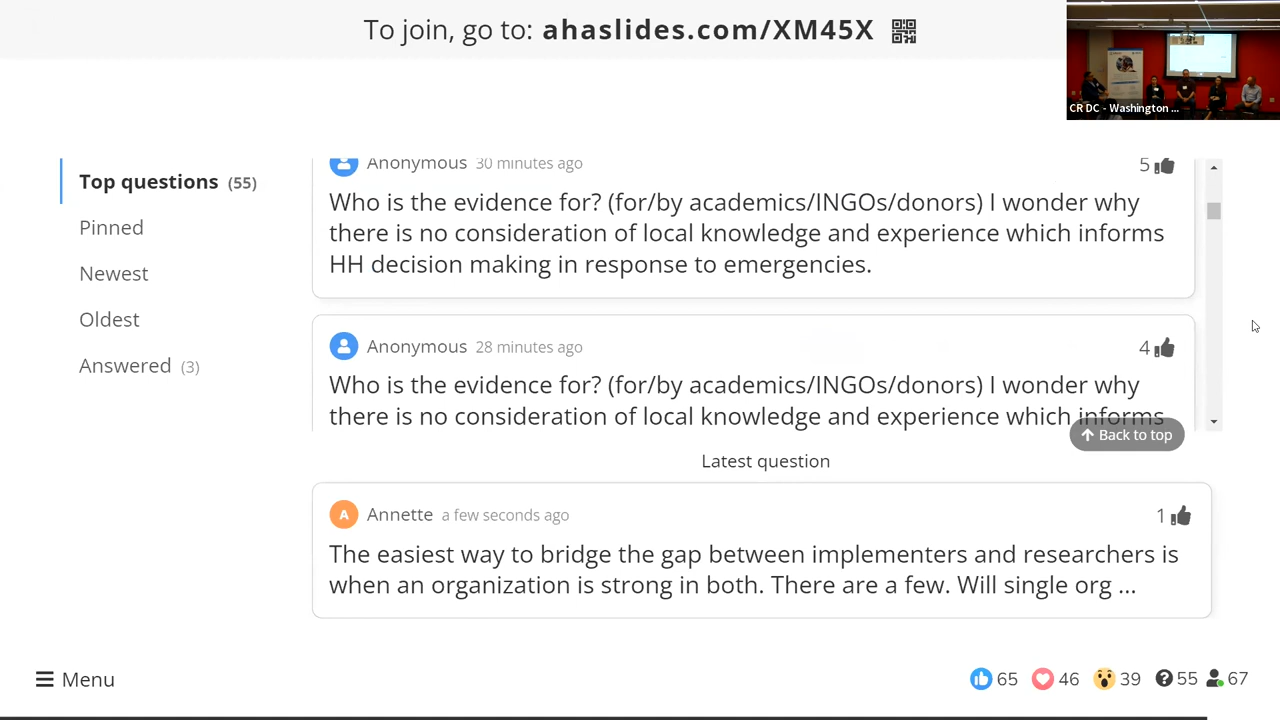 To join, go to: ahaslides.com/XM45X
CR DC - Washington ...
Top questions (55)
Pinned
Newest
Oldest
Answered (3)
Anonymous 30 minutes ago
5
Who is the evidence for? (for/by academics/INGOs/donors) I wonder why
there is no consideration of local knowledge and experience which informs
HH decision making in response to emergencies.
Anonymous 28 minutes ago
4
Who is the evidence for? (for/by academics/INGOs/donors) I wonder why
there is no consideration of local knowledge and experience which informs
Back to top
Latest question
A Annette a few seconds ago
1
The easiest way to bridge the gap between implementers and researchers is
when an organization is strong in both. There are a few. Will single org ...
Menu
65 46 39 55 67